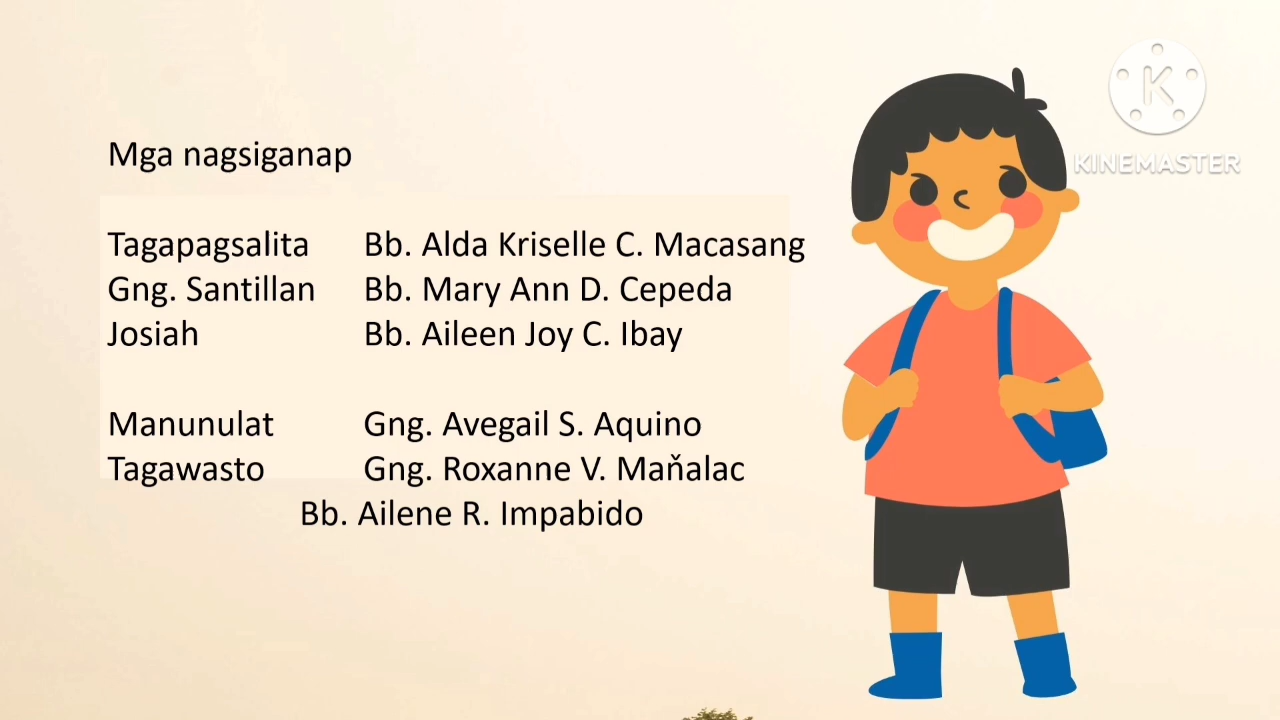 Mga nagsiganap
Tagapagsalita Bb. Alda Kriselle C. Macasang
Gng. Santillan Bb. Mary Ann D. Cepeda
Josiah Bb. Aileen Joy C. Ibay
Manunulat Gng. Avegail S. Aquino
Tagawasto Gng. Roxanne V. Maňalac
Bb. Ailene R. Impabido
K
KINEMASTER